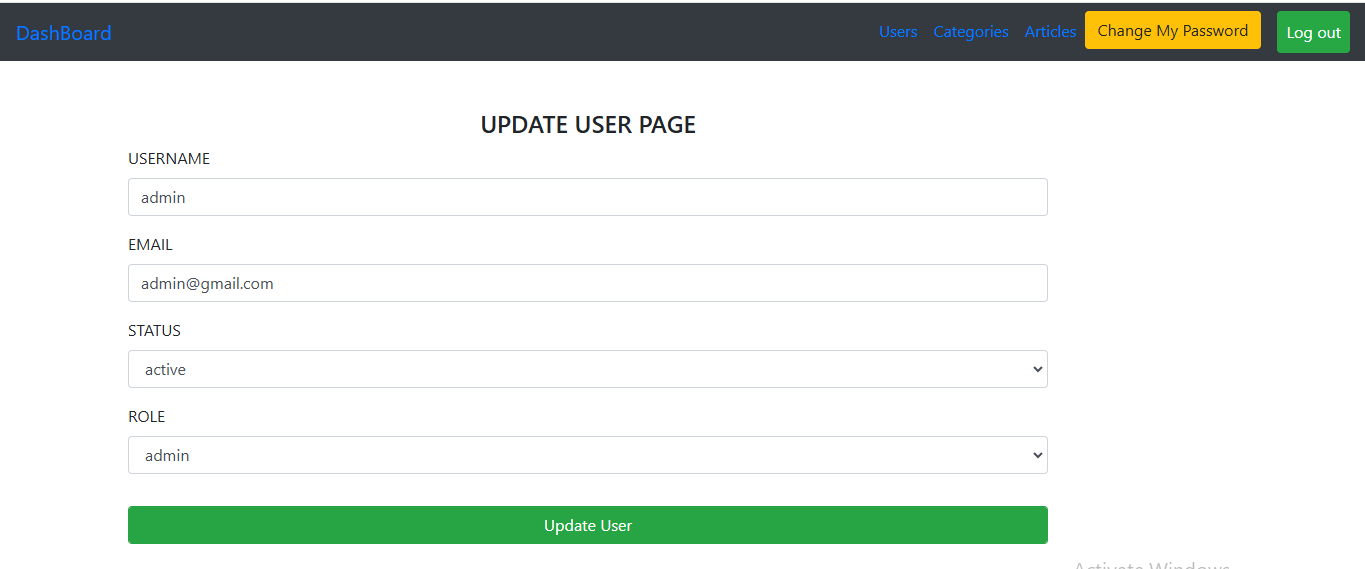 DashBoard Users Categories Articles Change My Password Log out
UPDATE USER PAGE
USERNAME
admin
EMAIL
admin@gmail.com
STATUS
active
ROLE
admin
Update User
Activate Windows